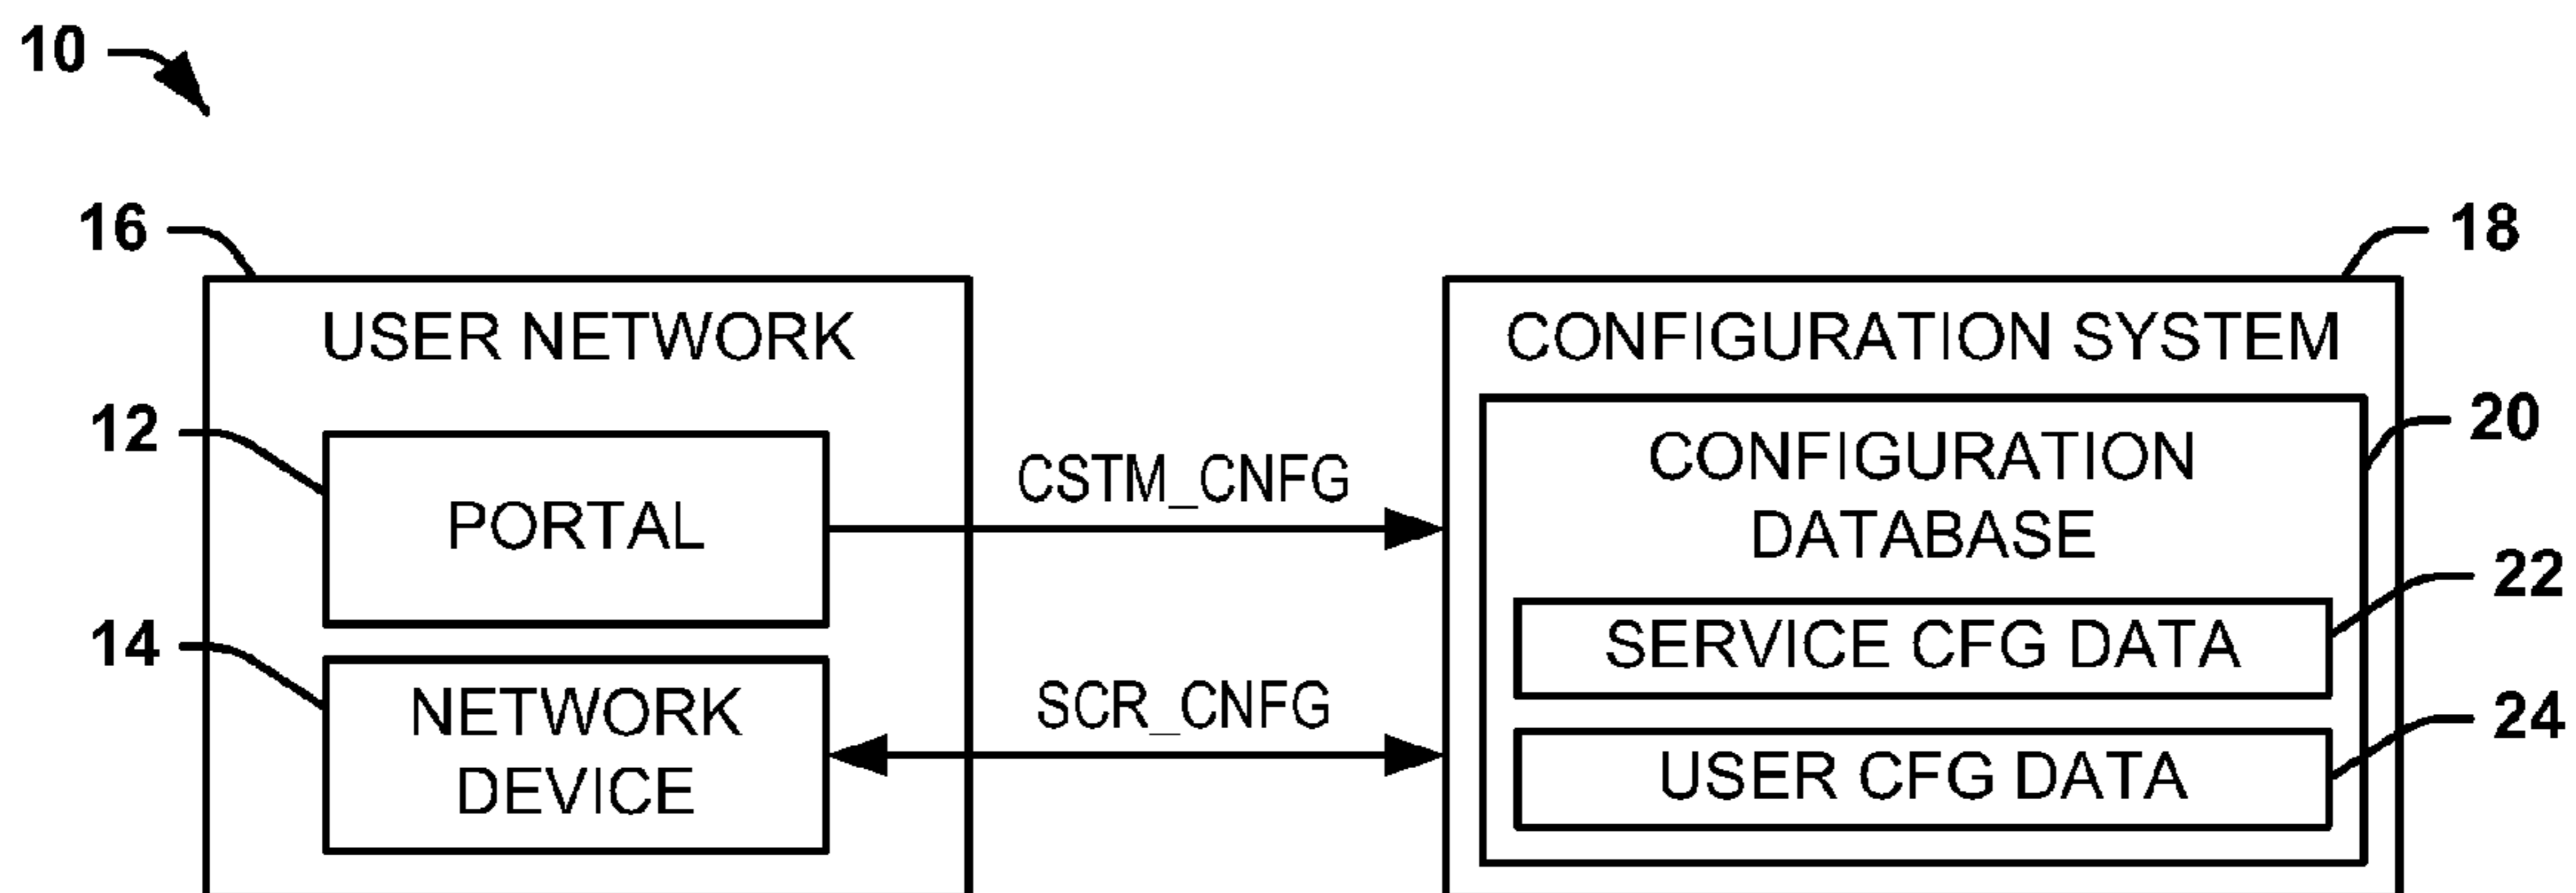 10
16
18
USER NETWORK
CONFIGURATION SYSTEM
12
20
PORTAL
CSTM_CNFG
CONFIGURATION
DATABASE
22
14
SERVICE CFG DATA
NETWORK
DEVICE
SCR_CNFG
24
USER CFG DATA